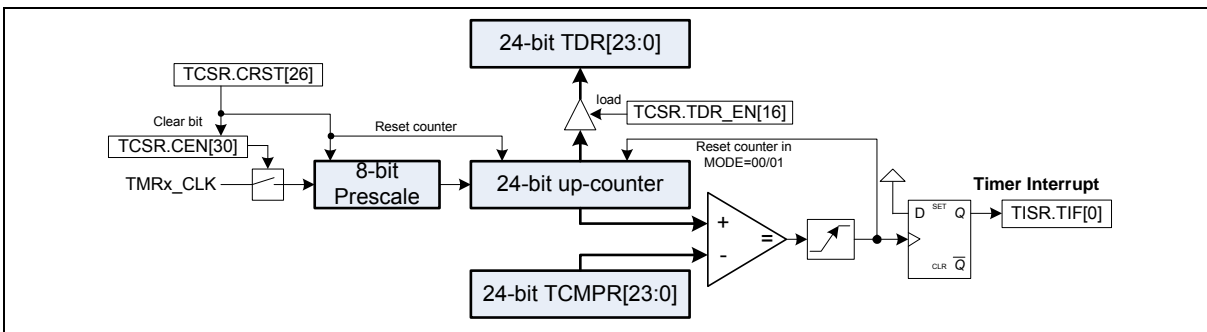 24-bit TDR[23:0]
TCSR.CRST[26]
load
TCSR.TDR_EN[16]
Clear bit
Reset counter
TCSR.CEN[30]
Reset counter in
MODE=00/01
TMRx_CLK
8-bit
Prescale
24-bit up-counter
Timer Interrupt
+
-
=
D
SET
Q
CLR
Q
TISR.TIF[0]
24-bit TCMPR[23:0]